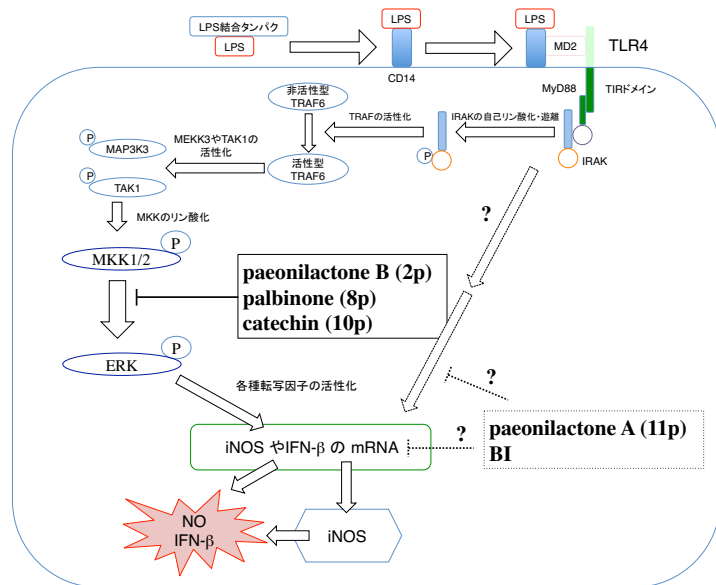 LPS結合タンパク
LPS
LPS
CD14
LPS
MD2
TLR4
MyD88
TIRドメイン
非活性型
TRAF6
TRAFの活性化
IRAKの自己リン酸化・遊離
P
IRAK
MEKK3やTAK1の
活性化
活性型
TRAF6
P
MAP3K3
P
TAK1
MKKのリン酸化
P
MKK1/2
?
paeonilactone B (2p)
palbinone (8p)
catechin (10p)
P
ERK
各種転写因子の活性化
?
paeonilactone A (11p)
BI
?
iNOS やIFN-β の mRNA
NO
IFN-β
iNOS